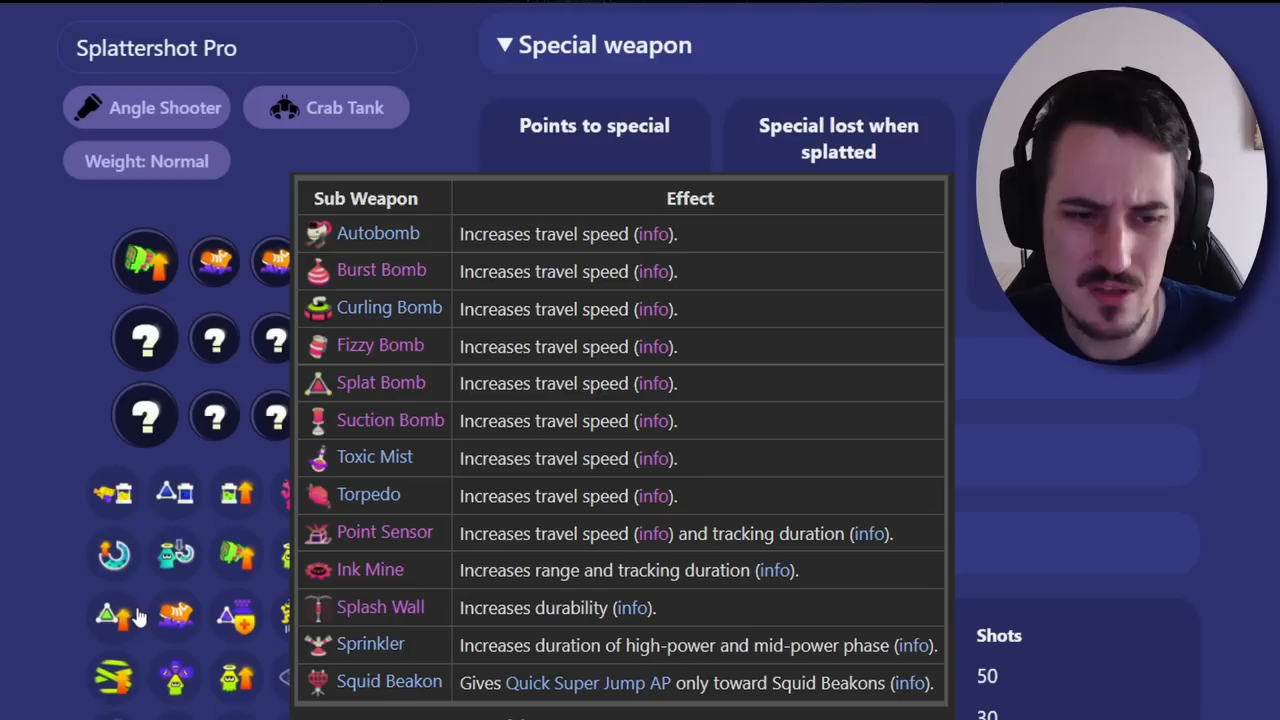 Splattershot Pro
Angle Shooter
Crab Tank
Weight: Normal
▼ Special weapon
Points to special
Special lost when
splatted
Sub Weapon Effect
Autobomb Increases travel speed (info).
Burst Bomb Increases travel speed (info).
Curling Bomb Increases travel speed (info).
Fizzy Bomb Increases travel speed (info).
Splat Bomb Increases travel speed (info).
Suction Bomb Increases travel speed (info).
Toxic Mist Increases travel speed (info).
Torpedo Increases travel speed (info).
Point Sensor Increases travel speed (info) and tracking duration (info).
Ink Mine Increases range and tracking duration (info).
Splash Wall Increases durability (info).
Sprinkler Increases duration of high-power and mid-power phase (info).
Squid Beakon Gives Quick Super Jump AP only toward Squid Beakons (info).
? ? ?
? ? ?
Shots
50
30